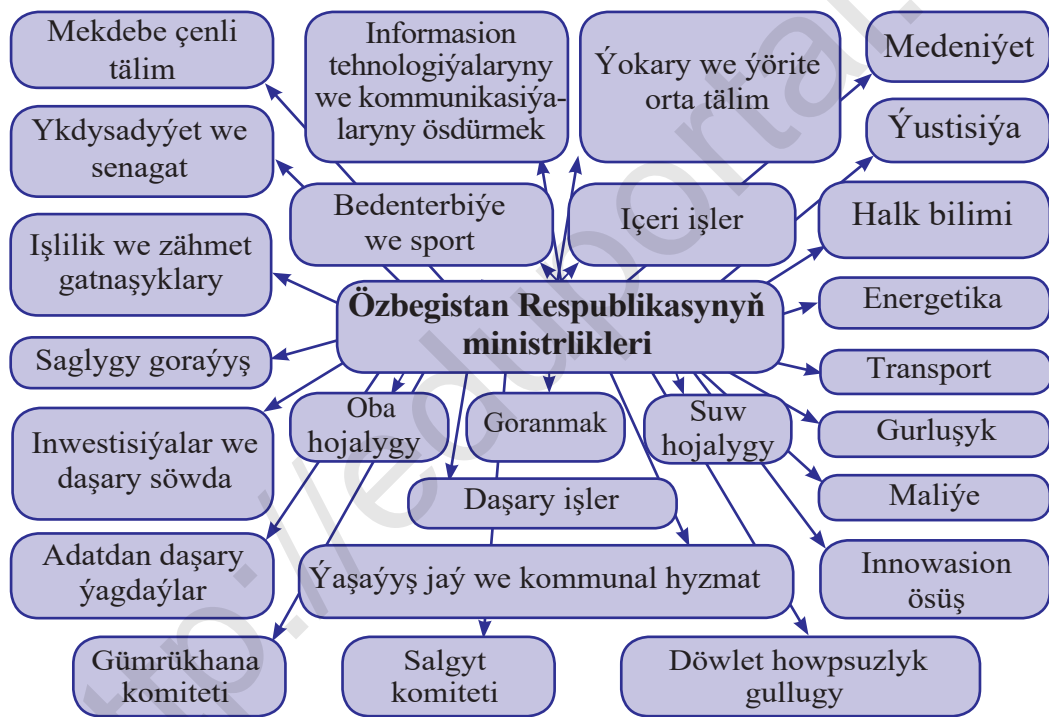 Mekdebe çenli
tälim
Informasion
tehnologiýalaryny
we kommunikasiýa-
laryny ösdürmek
Ýokary we ýörite
orta tälim
Medeniýet
Ykdysadyýet we
senagat
Ýustisiýa
Bedenterbiýe
we sport
Içeri işler
Halk bilimi
Işlilik we zähmet
gatnaşyklary
Özbegistan Respublikasynyň
ministrlikleri
Energetika
Saglygy goraýyş
Transport
Oba
hojalygy
Goranmak
Suw
hojalygy
Gurluşyk
Inwestisiýalar we
daşary söwda
Daşary işler
Maliýe
Adatdan daşary
ýagdaýlar
Ýaşaýyş jaý we kommunal hyzmat
Innowasion
ösüş
Gümrükhana
komiteti
Salgyt
komiteti
Döwlet howpsuzlyk
gullugy